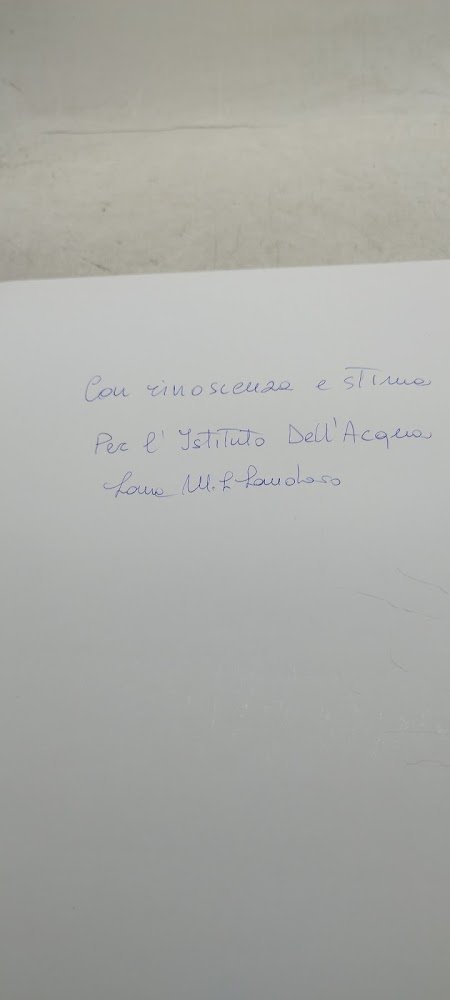 Con rinoscenza e stima
Per l' Istituto Dell'Acqua
M.